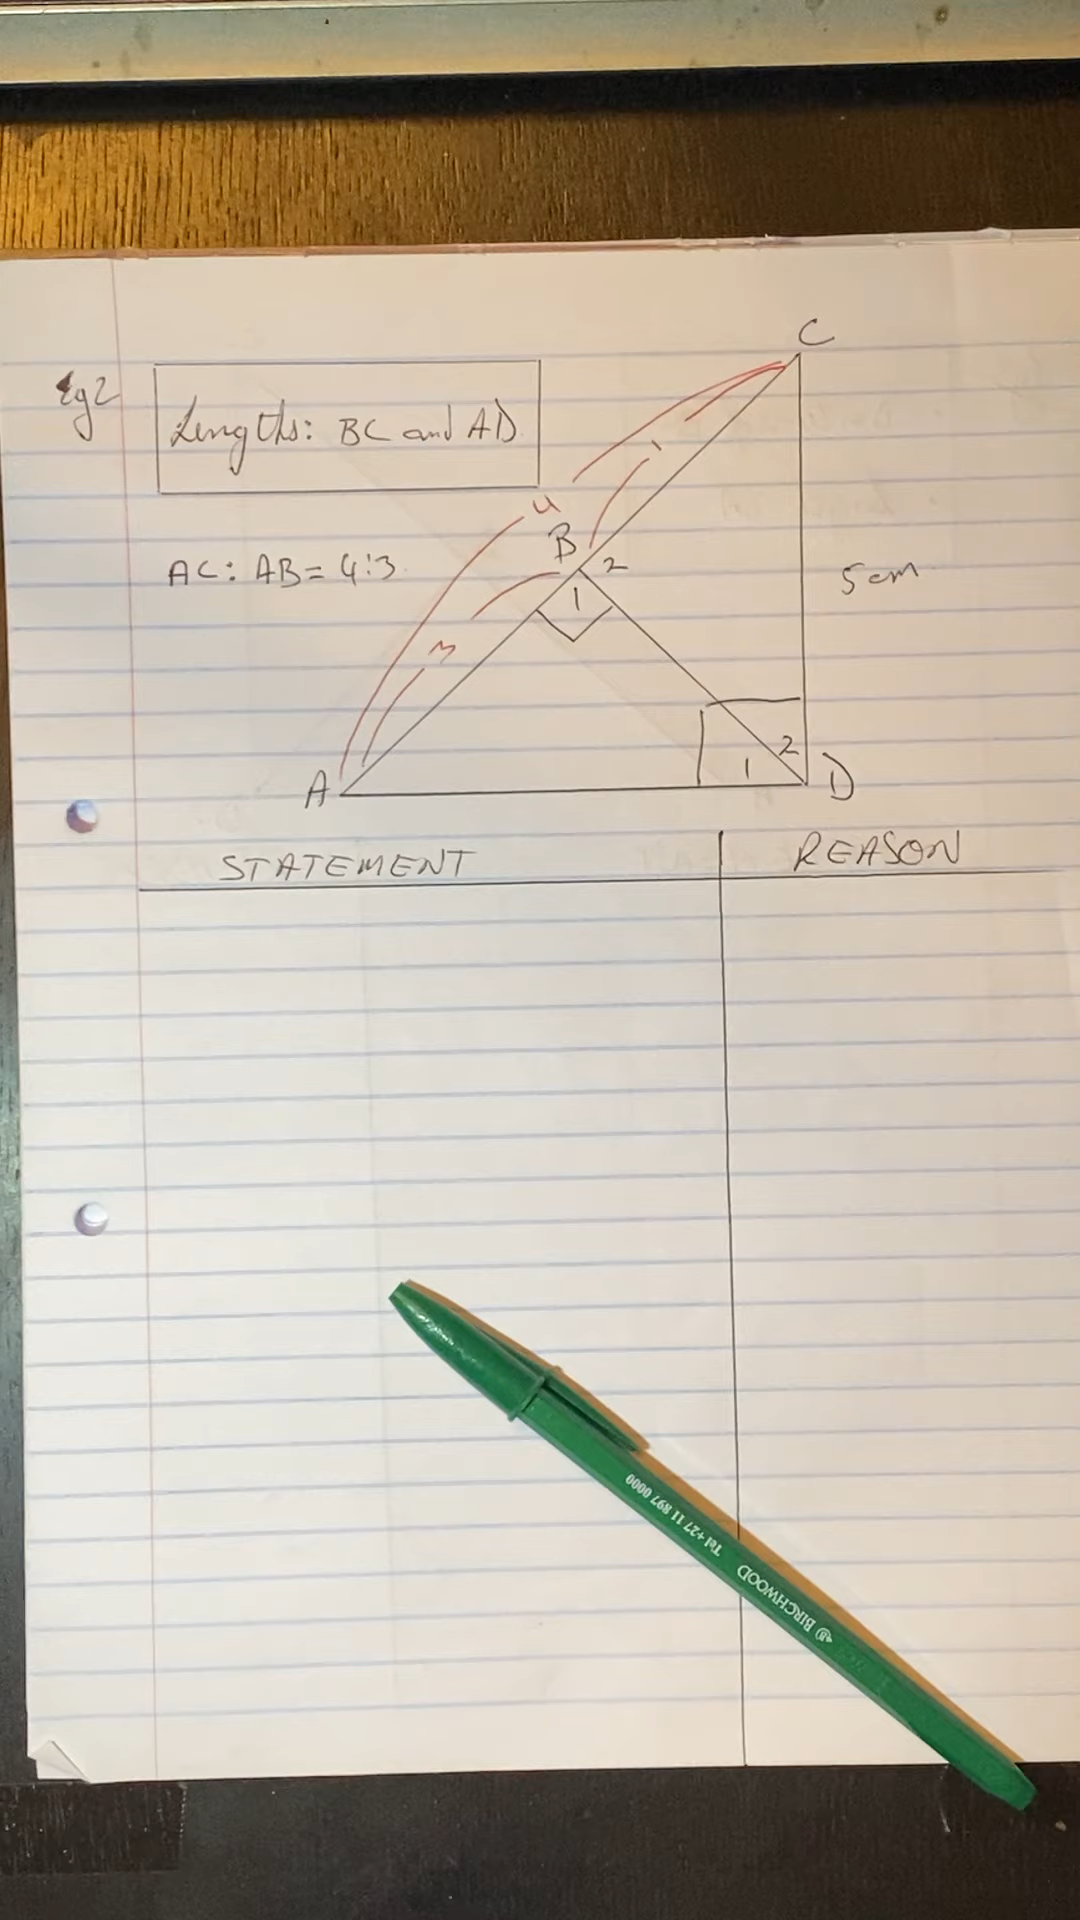 Eg2
Lengths: BC and AD
AC: AB = 4:3
C
4
1
B
2
1
5cm
3
2
1
A
D
STATEMENT
REASON
BIRCHWOOD
Tel +27 11 897 0000